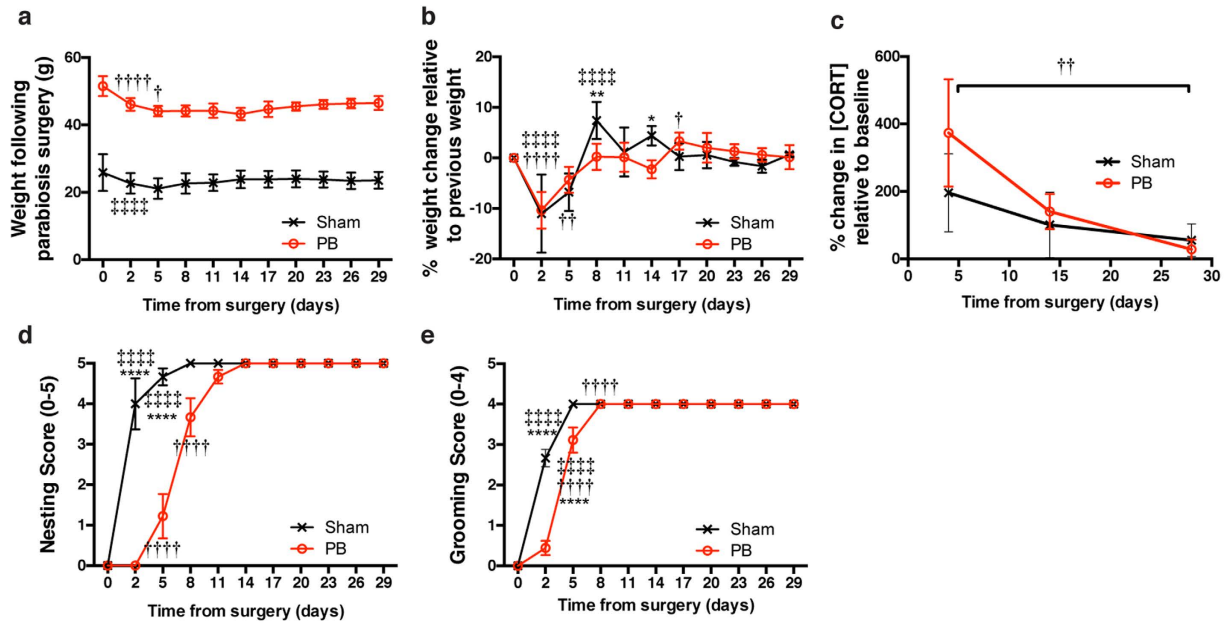 a
Weight following
parabiosis surgery (g)
60
40
20
0
††††
†
‡‡‡‡
Sham
PB
0 2 5 8 11 14 17 20 23 26 29
Time from surgery (days)
b
% weight change relative
to previous weight
20
10
0
-10
-20
‡‡‡‡
††††
††
‡‡‡‡
**
*
†
Sham
PB
0 2 5 8 11 14 17 20 23 26 29
Time from surgery (days)
c
% change in [CORT]
relative to baseline
600
400
200
0
††
Sham
PB
0 5 10 15 20 25 30
Time from surgery (days)
d
Nesting Score (0-5)
5
4
3
2
1
0
‡‡‡‡
****
‡‡‡‡
****
††††
††††
Sham
PB
0 2 5 8 11 14 17 20 23 26 29
Time from surgery (days)
e
Grooming Score (0-4)
5
4
3
2
1
0
‡‡‡‡
****
††††
‡‡‡‡
††††
****
Sham
PB
0 2 5 8 11 14 17 20 23 26 29
Time from surgery (days)